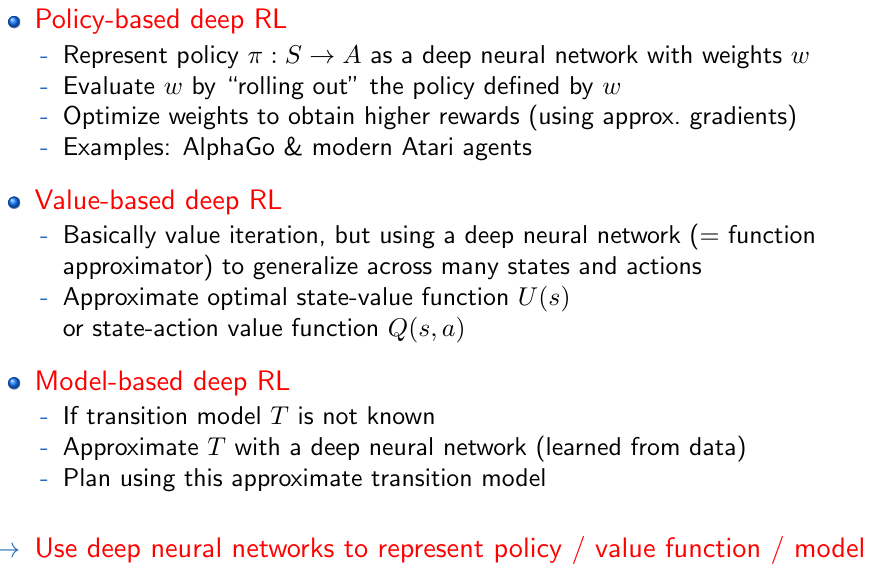 Policy-based deep RL
- Represent policy π : S → A as a deep neural network with weights w
- Evaluate w by “rolling out” the policy defined by w
- Optimize weights to obtain higher rewards (using approx. gradients)
- Examples: AlphaGo & modern Atari agents
Value-based deep RL
- Basically value iteration, but using a deep neural network (= function
approximator) to generalize across many states and actions
- Approximate optimal state-value function U(s)
or state-action value function Q(s, a)
Model-based deep RL
- If transition model T is not known
- Approximate T with a deep neural network (learned from data)
- Plan using this approximate transition model
→ Use deep neural networks to represent policy / value function / model